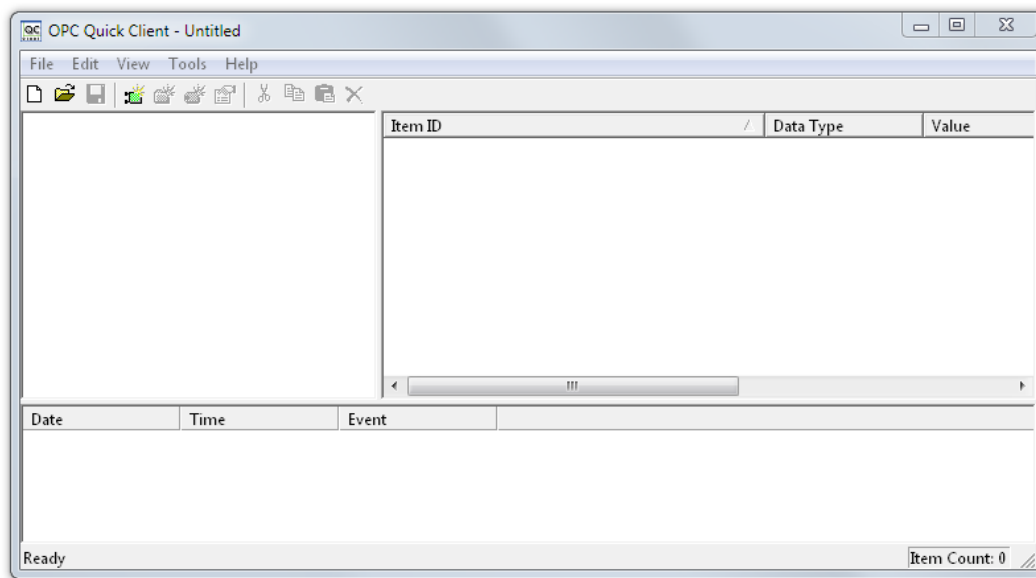 OPC Quick Client - Untitled
File Edit View Tools Help
Item ID Data Type Value
Date Time Event
Ready Item Count: 0